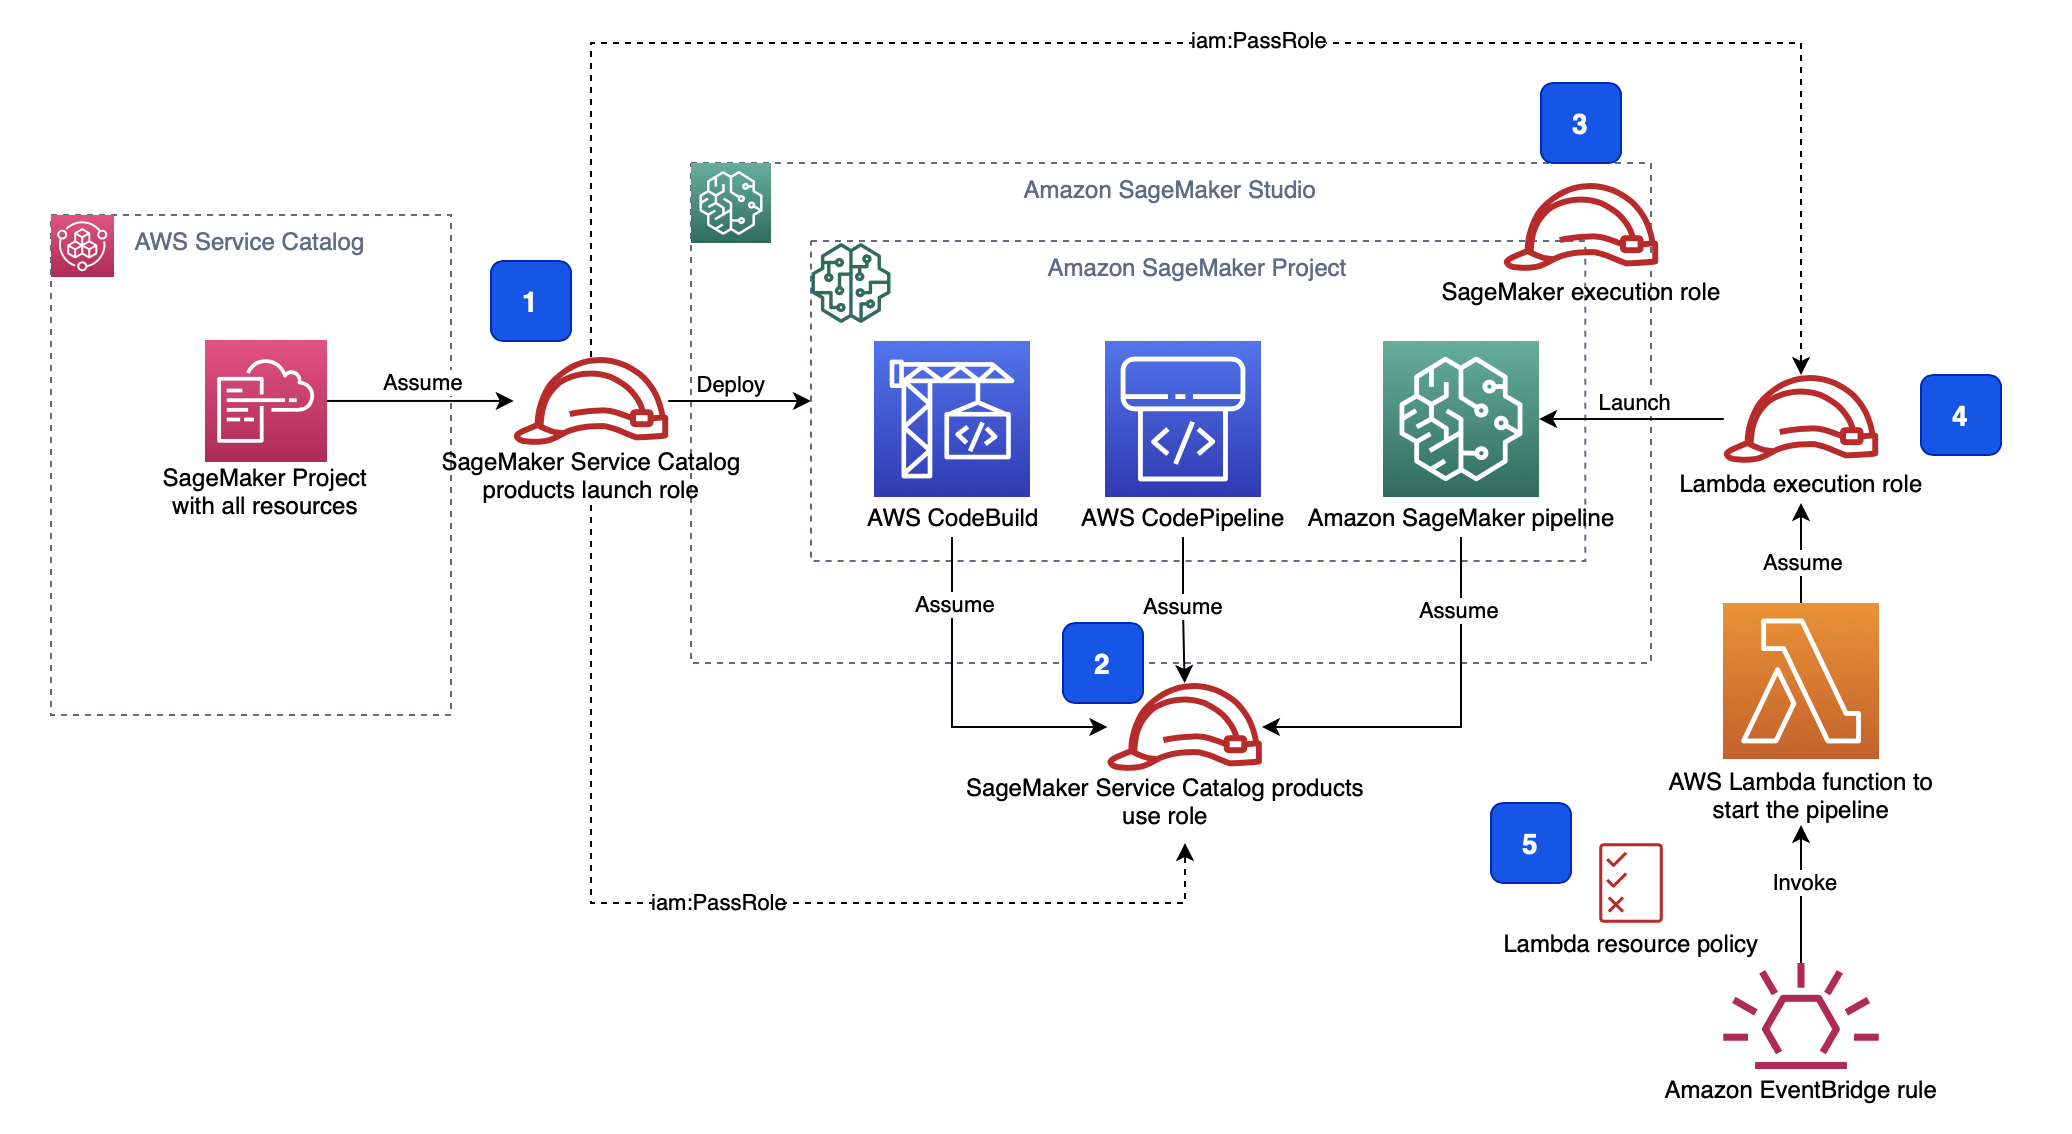 iam:PassRole
3
Amazon SageMaker Studio
AWS Service Catalog
Amazon SageMaker Project
SageMaker execution role
1
Assume
Deploy
Launch
4
SageMaker Project
with all resources
SageMaker Service Catalog
products launch role
AWS CodeBuild
AWS CodePipeline
Amazon SageMaker pipeline
Lambda execution role
Assume
Assume
Assume
Assume
2
SageMaker Service Catalog products
use role
AWS Lambda function to
start the pipeline
5
Invoke
iam:PassRole
Lambda resource policy
Amazon EventBridge rule